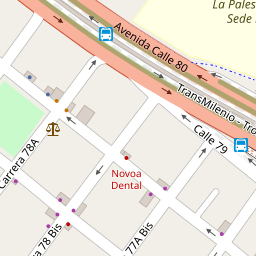 La Pales
Sede
Avenida Calle 80
TransMilenio - Tro
Calle 79
Carrera 78A
Novoa
Dental
a 78 Bis
77A Bis